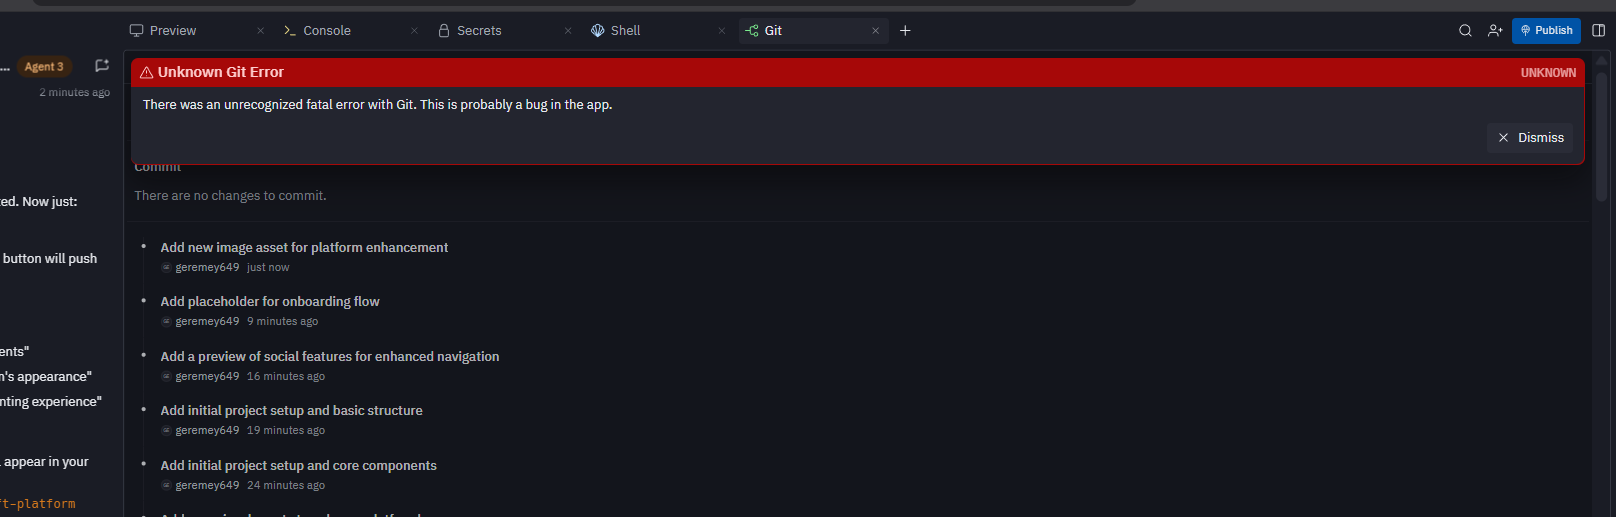 Preview
Console
Secrets
Shell
Git
Publish
... Agent 3
2 minutes ago
Unknown Git Error
UNKNOWN
There was an unrecognized fatal error with Git. This is probably a bug in the app.
Dismiss
Commit
There are no changes to commit.
ed. Now just:
button will push
ents"
's appearance"
nting experience"
appear in your
ft-platform
Add new image asset for platform enhancement
geremey649 just now
Add placeholder for onboarding flow
geremey649 9 minutes ago
Add a preview of social features for enhanced navigation
geremey649 16 minutes ago
Add initial project setup and basic structure
geremey649 19 minutes ago
Add initial project setup and core components
geremey649 24 minutes ago